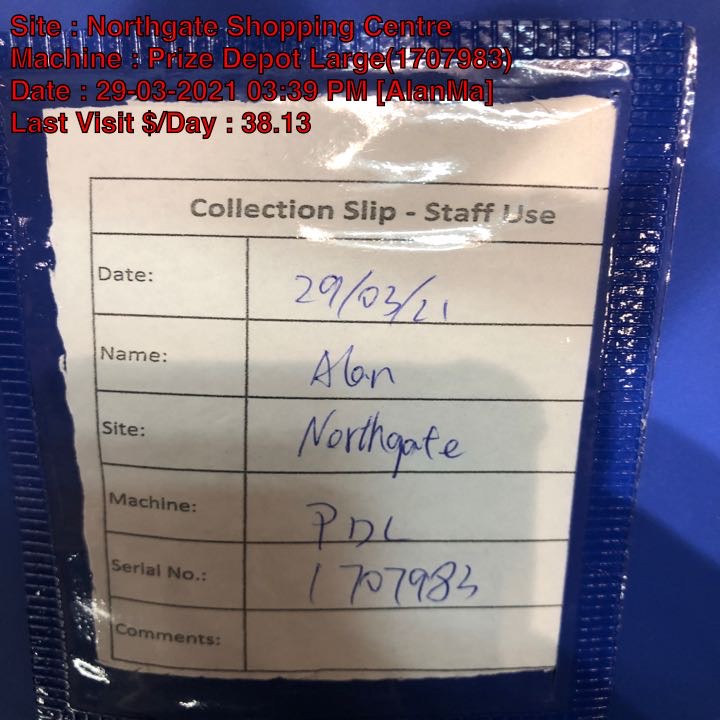 Site : Northgate Shopping Centre
Machine : Prize Depot Large(1707983)
Date : 29-03-2021 03:39 PM [AlanMa]
Last Visit $/Day : 38.13
Collection Slip - Staff Use
Date: 29/03/21
Name: Alan
Site: Northgate
Machine: PDL
Serial No.: 1707983
Comments: